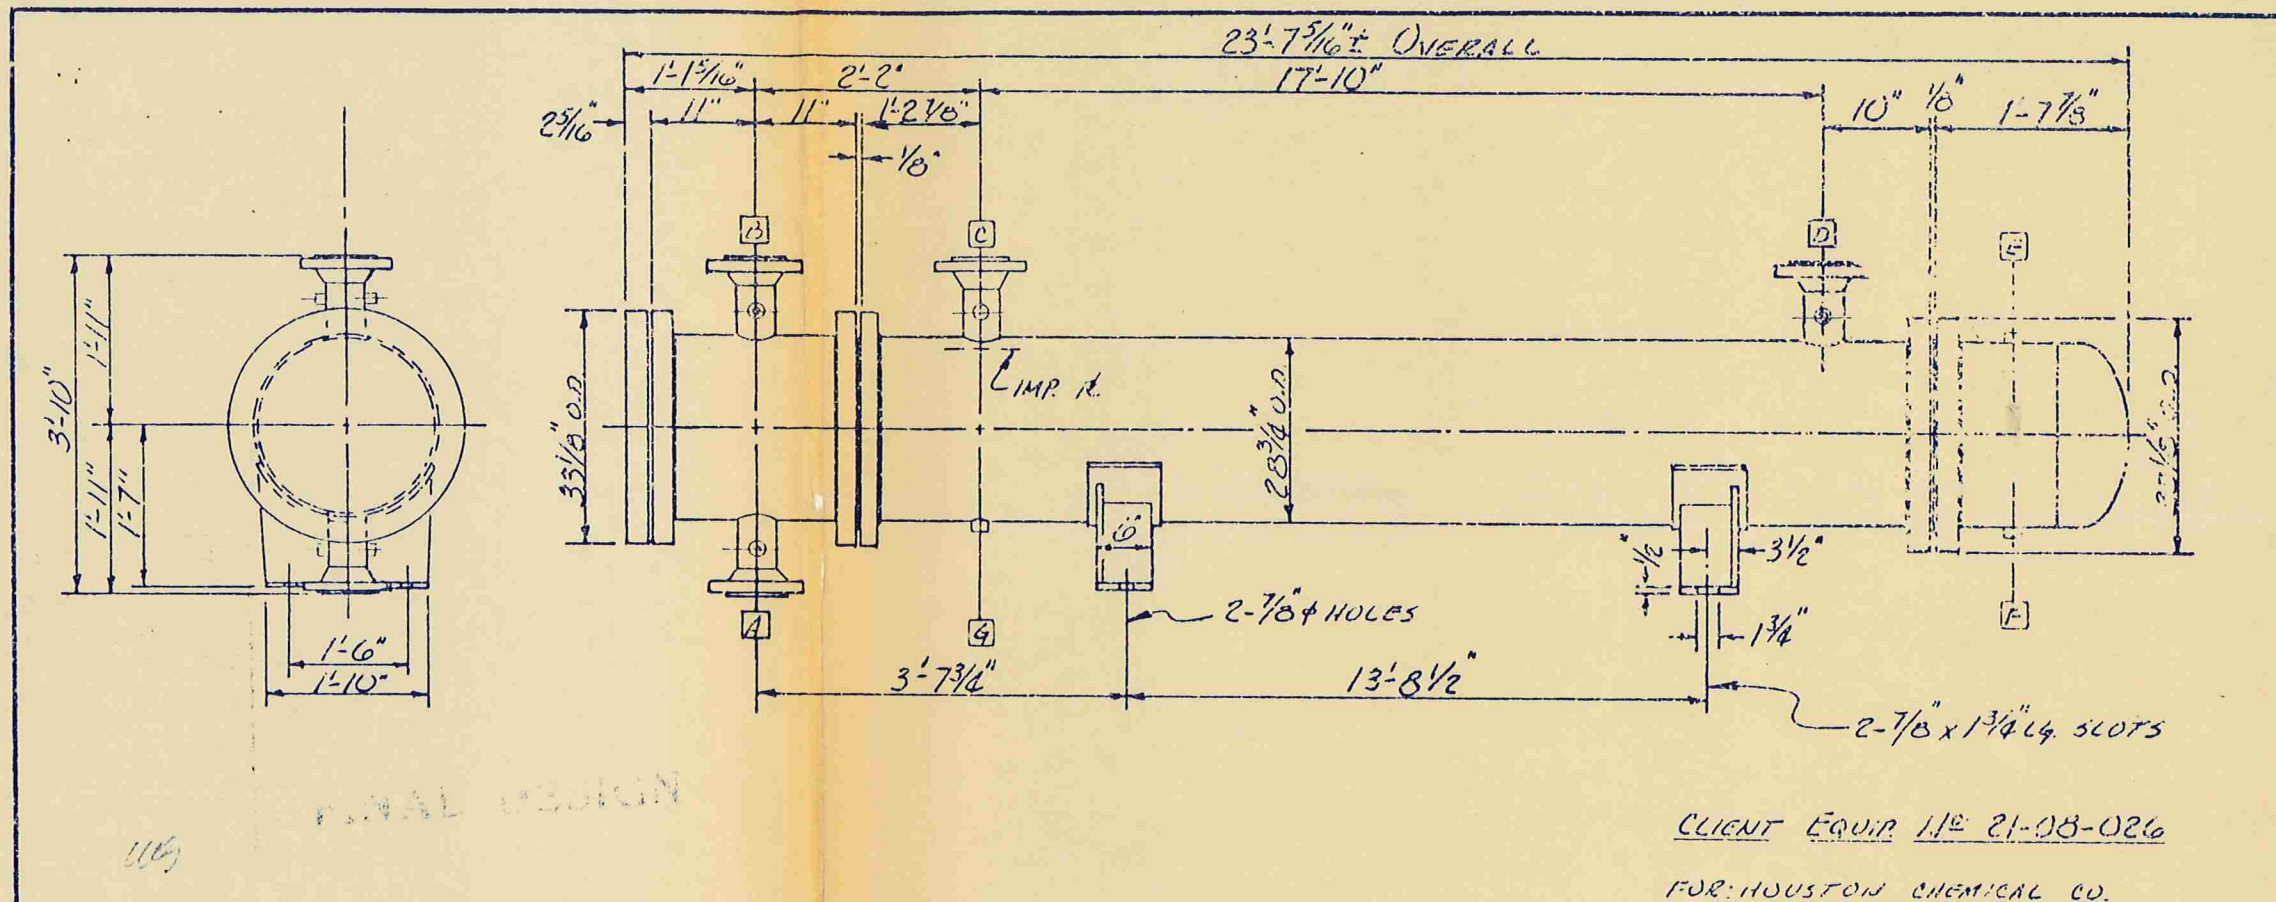 23'-7 5/16"± OVERALL
1'-1 5/16"
2'-2"
17'-10"
2 5/16"
11"
11"
1'-2 7/8"
10"
1/8"
1'-7 7/8"
1/8"
B
C
D
E
3'-10"
1'-11"
1'-11"
1'-7"
IMP. PL.
33 1/8" O.D.
28 3/4" O.D.
6"
1/2"
3 1/2"
1 3/4"
A
G
F
2-7/8"⌀ HOLES
1'-6"
1'-10"
3'-7 3/4"
13'-8 1/2"
2-7/8" x 1 3/4" LG. SLOTS
CLIENT EQUIP. Nº 21-08-026
FOR: HOUSTON CHEMICAL CO.